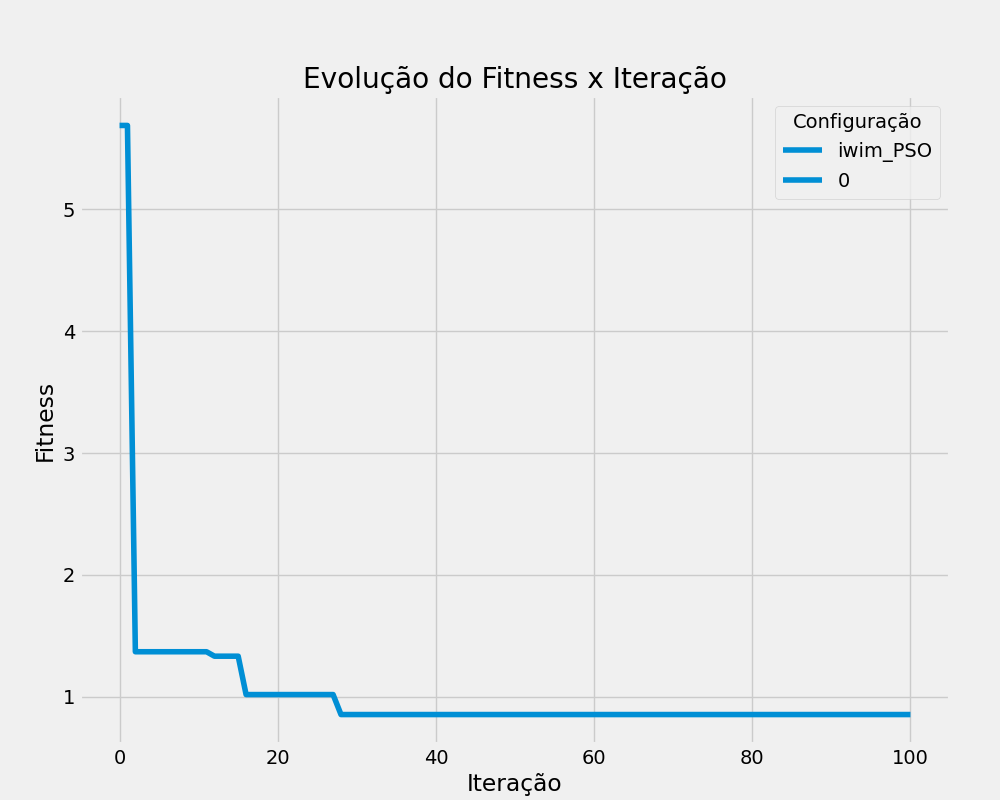 Evolução do Fitness x Iteração
Configuração
iwim_PSO
0
Fitness
5
4
3
2
1
0 20 40 60 80 100
Iteração